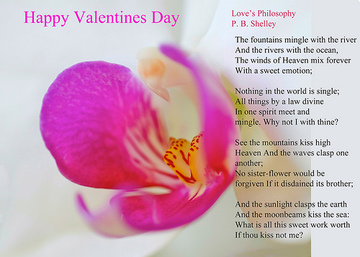 Happy Valentines Day
Love's Philosophy
P. B. Shelley
The fountains mingle with the river
And the rivers with the ocean,
The winds of Heaven mix forever
With a sweet emotion;
Nothing in the world is single;
All things by a law divine
In one spirit meet and
mingle. Why not I with thine?
See the mountains kiss high
Heaven And the waves clasp one
another;
No sister-flower would be
forgiven If it disdained its brother;
And the sunlight clasps the earth
And the moonbeams kiss the sea:
What is all this sweet work worth
If thou kiss not me?